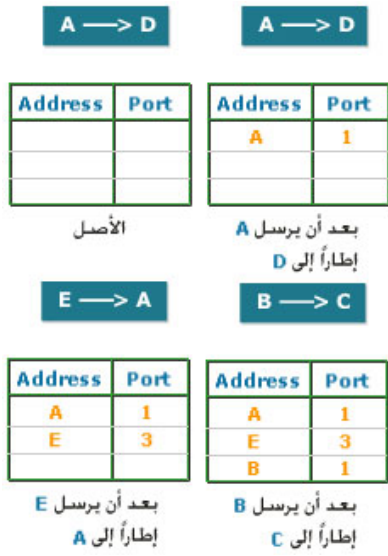 A ⟶ D
A ⟶ D
Address Port
الأصل
Address Port
A 1
بعد أن يرسل A
إطاراً إلى D
E ⟶ A
B ⟶ C
Address Port
A 1
E 3
بعد أن يرسل E
إطاراً إلى A
Address Port
A 1
E 3
B 1
بعد أن يرسل B
إطاراً إلى C